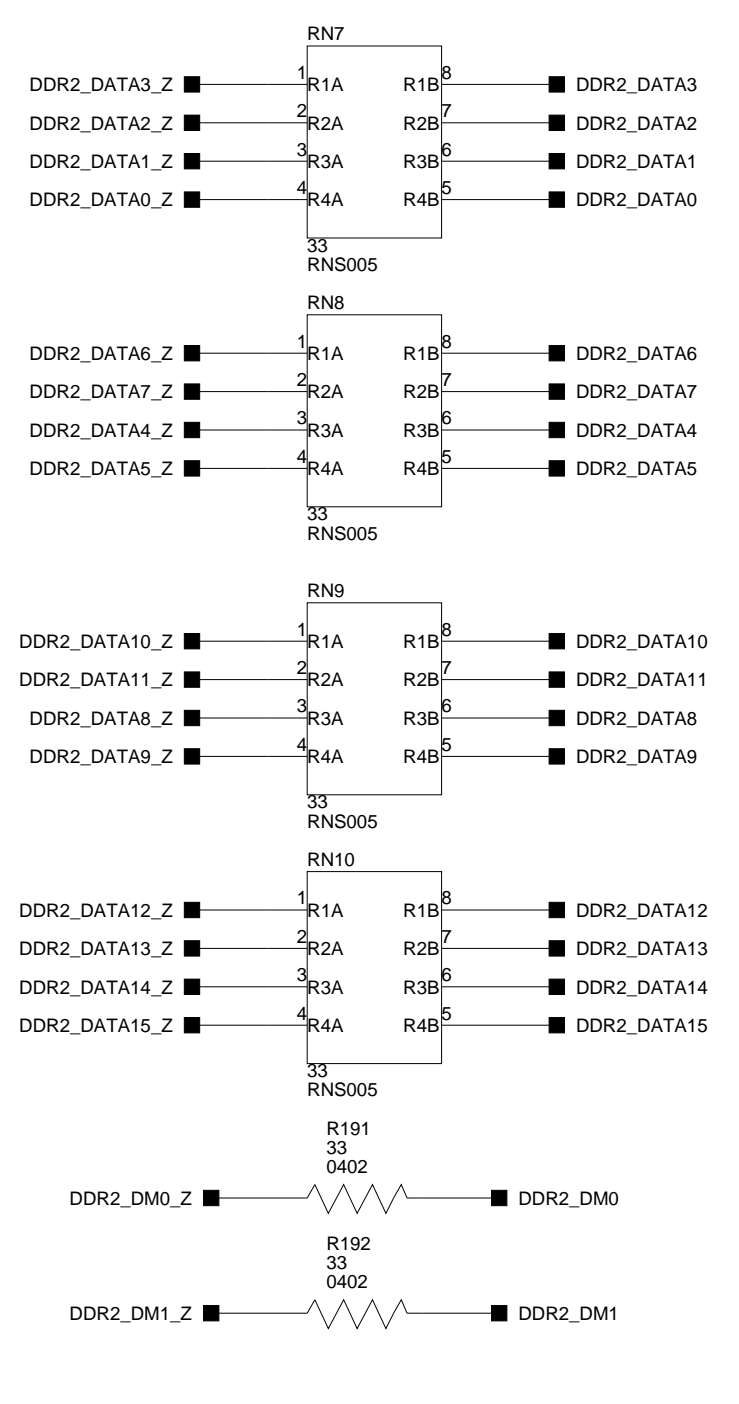 RN7
DDR2_DATA3_Z 1 R1A R1B 8 DDR2_DATA3
DDR2_DATA2_Z 2 R2A R2B 7 DDR2_DATA2
DDR2_DATA1_Z 3 R3A R3B 6 DDR2_DATA1
DDR2_DATA0_Z 4 R4A R4B 5 DDR2_DATA0
33
RNS005
RN8
DDR2_DATA6_Z 1 R1A R1B 8 DDR2_DATA6
DDR2_DATA7_Z 2 R2A R2B 7 DDR2_DATA7
DDR2_DATA4_Z 3 R3A R3B 6 DDR2_DATA4
DDR2_DATA5_Z 4 R4A R4B 5 DDR2_DATA5
33
RNS005
RN9
DDR2_DATA10_Z 1 R1A R1B 8 DDR2_DATA10
DDR2_DATA11_Z 2 R2A R2B 7 DDR2_DATA11
DDR2_DATA8_Z 3 R3A R3B 6 DDR2_DATA8
DDR2_DATA9_Z 4 R4A R4B 5 DDR2_DATA9
33
RNS005
RN10
DDR2_DATA12_Z 1 R1A R1B 8 DDR2_DATA12
DDR2_DATA13_Z 2 R2A R2B 7 DDR2_DATA13
DDR2_DATA14_Z 3 R3A R3B 6 DDR2_DATA14
DDR2_DATA15_Z 4 R4A R4B 5 DDR2_DATA15
33
RNS005
R191
33
0402
DDR2_DM0_Z DDR2_DM0
R192
33
0402
DDR2_DM1_Z DDR2_DM1